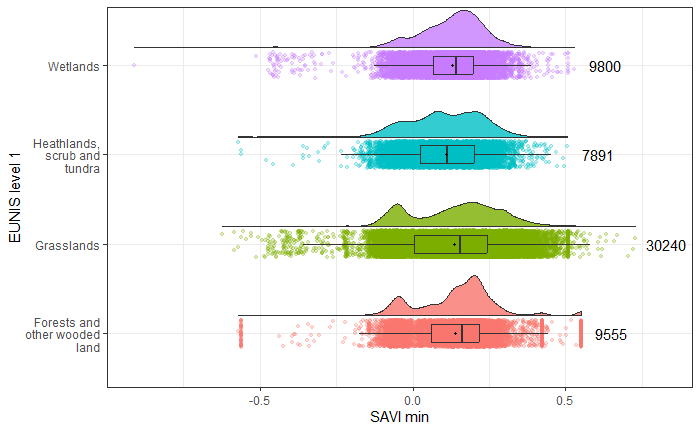 Wetlands
9800
Heathlands,
scrub and
tundra
7891
EUNIS level 1
Grasslands
30240
Forests and
other wooded
land
9555
-0.5
0.0
0.5
SAVI min